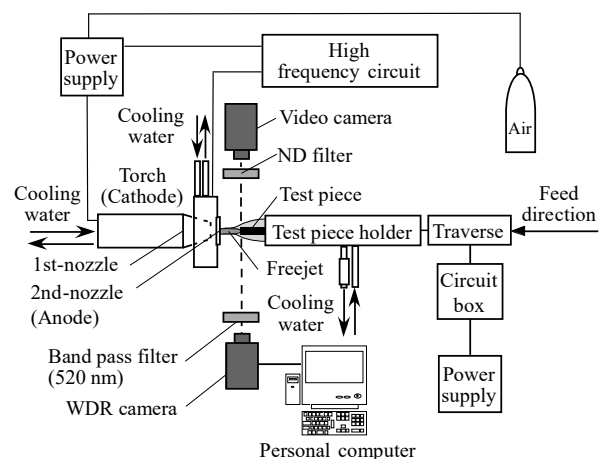 Power
supply
High
frequency circuit
Cooling
water
Video camera
Air
ND filter
Torch
(Cathode)
Cooling
water
Test piece
Feed
direction
Test piece holder
Traverse
1st-nozzle
2nd-nozzle
(Anode)
Freejet
Cooling
water
Circuit
box
Band pass filter
(520 nm)
WDR camera
Power
supply
Personal computer